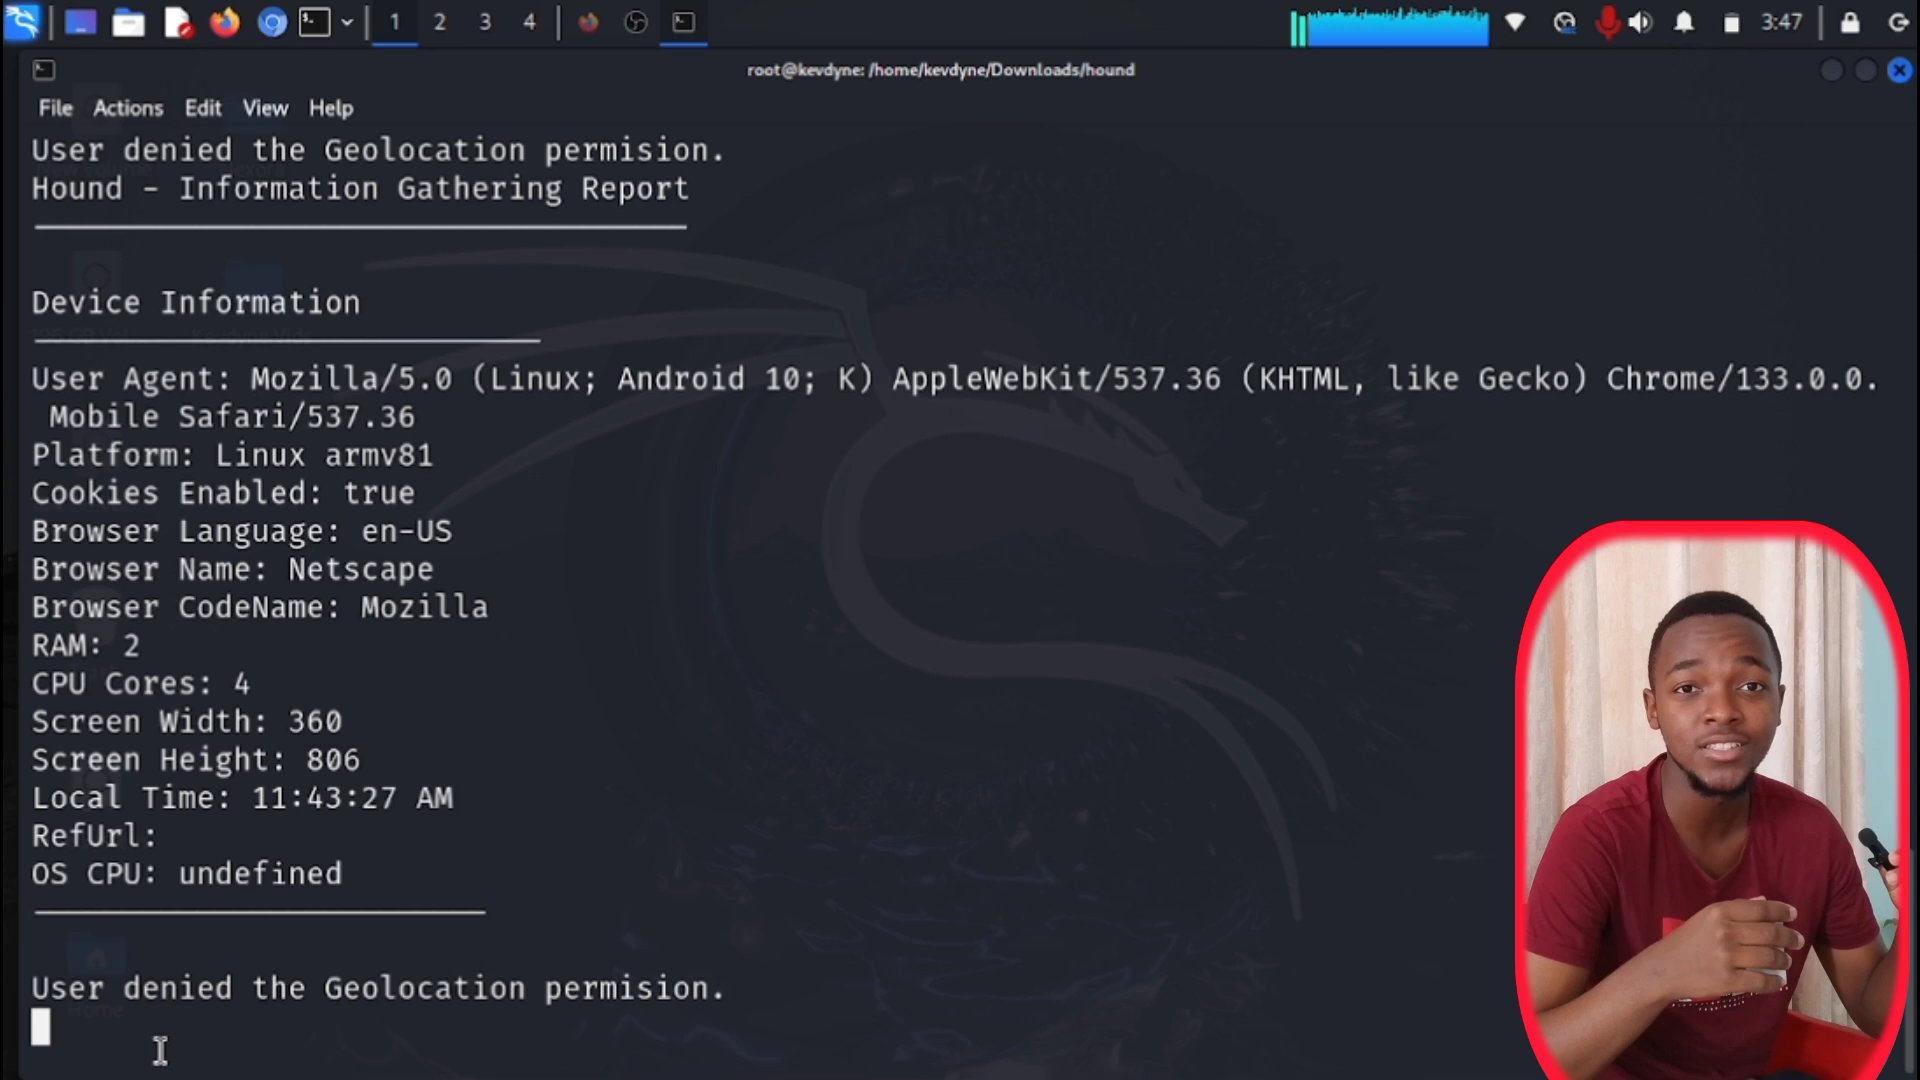 1 2 3 4
3:47
root@kevdyne: /home/kevdyne/Downloads/hound
File Actions Edit View Help
User denied the Geolocation permision.
Hound - Information Gathering Report
Device Information
User Agent: Mozilla/5.0 (Linux; Android 10; K) AppleWebKit/537.36 (KHTML, like Gecko) Chrome/133.0.0.
Mobile Safari/537.36
Platform: Linux armv81
Cookies Enabled: true
Browser Language: en-US
Browser Name: Netscape
Browser CodeName: Mozilla
RAM: 2
CPU Cores: 4
Screen Width: 360
Screen Height: 806
Local Time: 11:43:27 AM
RefUrl:
OS CPU: undefined
User denied the Geolocation permision.
Home